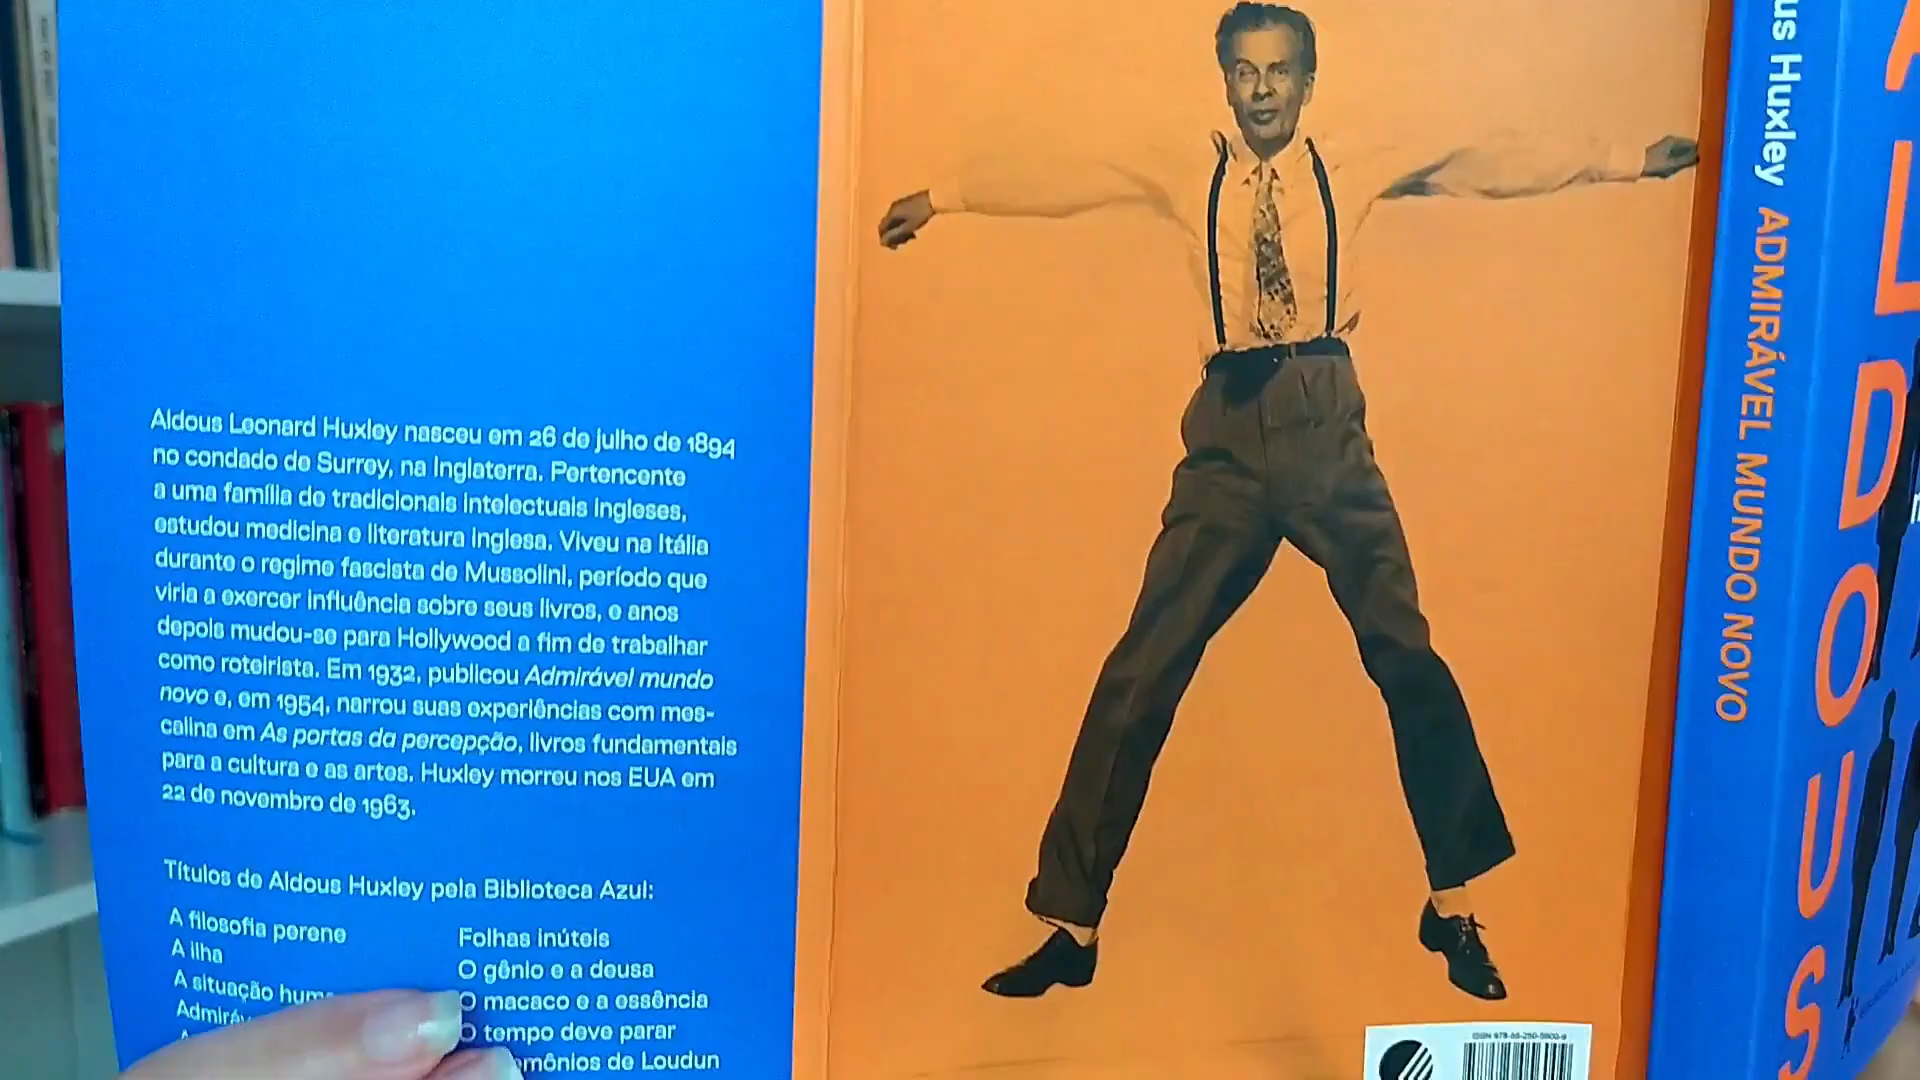 Aldous Leonard Huxley nasceu em 26 de julho de 1894
no condado de Surrey, na Inglaterra. Pertencente
a uma família de tradicionais intelectuais ingleses,
estudou medicina e literatura inglesa. Viveu na Itália
durante o regime fascista de Mussolini, período que
viria a exercer influência sobre seus livros, e anos
depois mudou-se para Hollywood a fim de trabalhar
como roteirista. Em 1932, publicou Admirável mundo
novo e, em 1954, narrou suas experiências com mes-
calina em As portas da percepção, livros fundamentais
para a cultura e as artes. Huxley morreu nos EUA em
22 de novembro de 1963.
Títulos de Aldous Huxley pela Biblioteca Azul:
A filosofia perene
A ilha
A situação
Folhas inúteis
O gênio e a deusa
O macaco e a essência
O tempo deve parar
de Loudun
Huxley ADMIRÁVEL MUNDO NOVO
ALDOUS